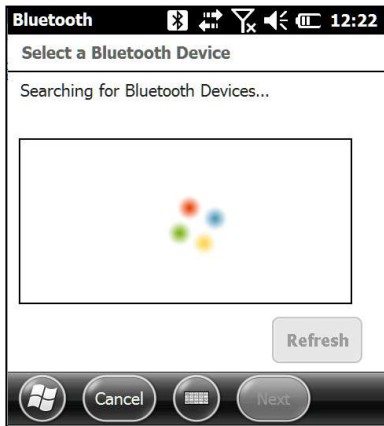 Bluetooth 12:22
Select a Bluetooth Device
Searching for Bluetooth Devices...
Refresh
Cancel Next